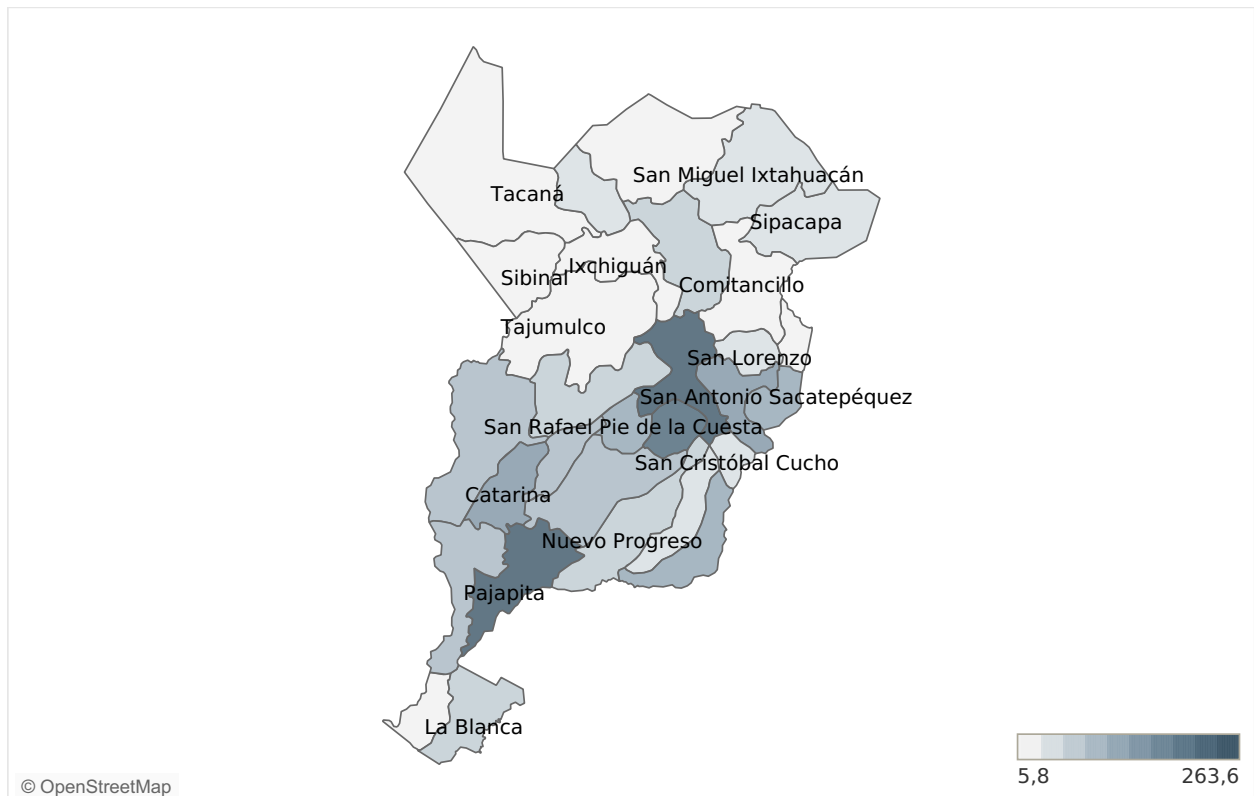 San Miguel Ixtahuacán
Tacaná
Sipacapa
Ixchiguán
Sibinal
Comitancillo
Tajumulco
San Lorenzo
San Antonio Sacatepéquez
San Rafael Pie de la Cuesta
San Cristóbal Cucho
Catarina
Nuevo Progreso
Pajapita
La Blanca
5,8 263,6
© OpenStreetMap